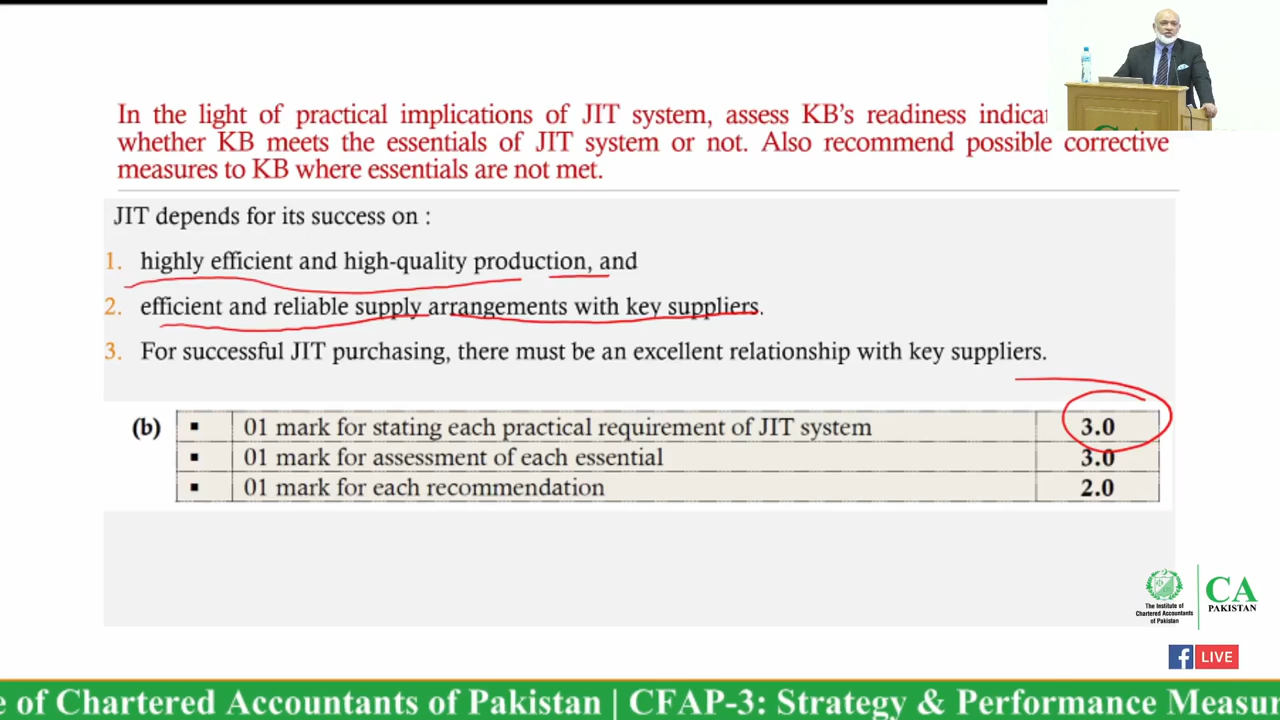 In the light of practical implications of JIT system, assess KB's readiness
whether KB meets the essentials of JIT system or not. Also recommend possible corrective
measures to KB where essentials are not met.
JIT depends for its success on :
1. highly efficient and high-quality production, and
2. efficient and reliable supply arrangements with key suppliers.
3. For successful JIT purchasing, there must be an excellent relationship with key suppliers.
(b) ▪ 01 mark for stating each practical requirement of JIT system 3.0
▪ 01 mark for assessment of each essential 3.0
▪ 01 mark for each recommendation 2.0
The Institute of
Chartered Accountants
of Pakistan
CA
PAKISTAN
f LIVE
e of Chartered Accountants of Pakistan | CFAP-3: Strategy & Performance Measur